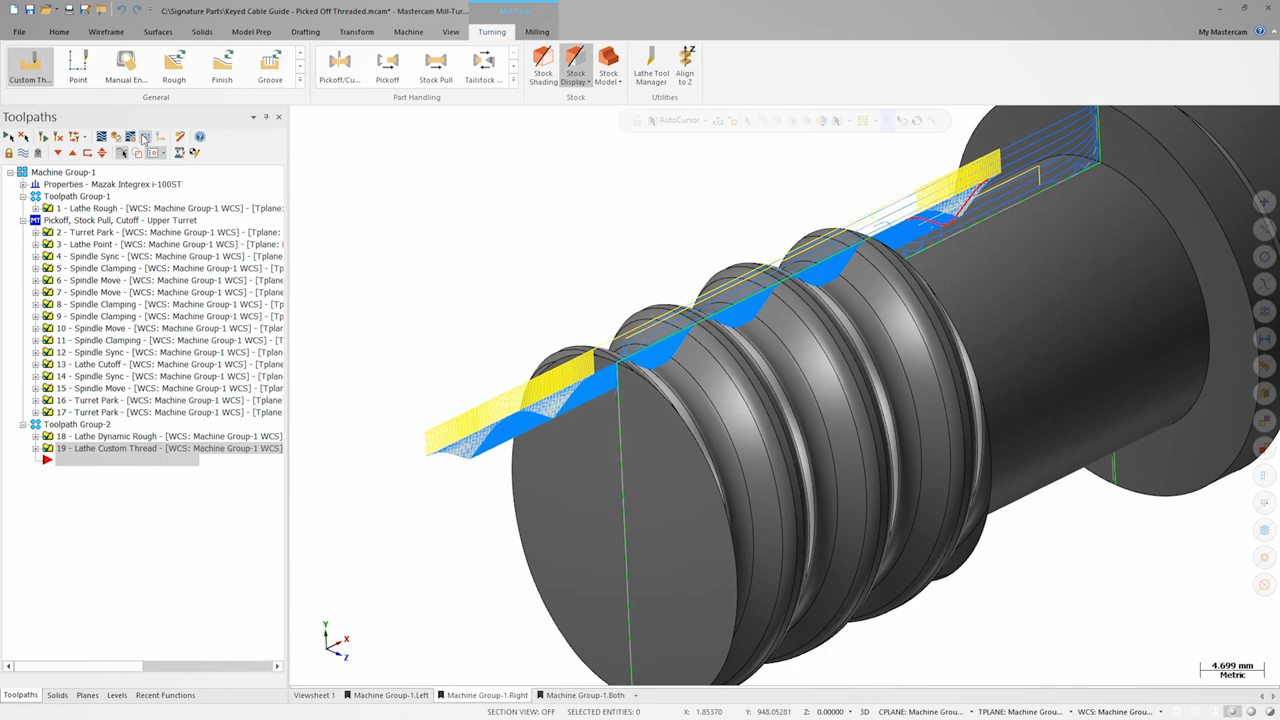 C:\Signature Parts\Keyed Cable Guide - Picked Off Threaded.mcam* - Mastercam Mill-Tur...
Mill-Turn
File Home Wireframe Surfaces Solids Model Prep Drafting Transform Machine View Turning Milling My Mastercam
Custom Th... Point Manual En... Rough Finish Groove Pickoff/Cu... Pickoff Stock Pull Tailstock ... Stock Shading Stock Display Stock Model Lathe Tool Manager Align to Z
General Part Handling Stock Utilities
Toolpaths
AutoCursor
Machine Group-1
Properties - Mazak Integrex i-100ST
Toolpath Group-1
1 - Lathe Rough - [WCS: Machine Group-1 WCS] - [Tplane:
Pickoff, Stock Pull, Cutoff - Upper Turret
2 - Turret Park - [WCS: Machine Group-1 WCS] - [Tplane:
3 - Lathe Point - [WCS: Machine Group-1 WCS] - [Tplane:
4 - Spindle Sync - [WCS: Machine Group-1 WCS] - [Tplane
5 - Spindle Clamping - [WCS: Machine Group-1 WCS] - [Tp
6 - Spindle Move - [WCS: Machine Group-1 WCS] - [Tplane
7 - Spindle Move - [WCS: Machine Group-1 WCS] - [Tplane
8 - Spindle Clamping - [WCS: Machine Group-1 WCS] - [Tp
9 - Spindle Clamping - [WCS: Machine Group-1 WCS] - [Tp
10 - Spindle Move - [WCS: Machine Group-1 WCS] - [Tplan
11 - Spindle Clamping - [WCS: Machine Group-1 WCS] - [T
12 - Spindle Sync - [WCS: Machine Group-1 WCS] - [Tplan
13 - Lathe Cutoff - [WCS: Machine Group-1 WCS] - [Tplan
14 - Spindle Sync - [WCS: Machine Group-1 WCS] - [Tplan
15 - Spindle Move - [WCS: Machine Group-1 WCS] - [Tplan
16 - Turret Park - [WCS: Machine Group-1 WCS] - [Tplane
17 - Turret Park - [WCS: Machine Group-1 WCS] - [Tplane
Toolpath Group-2
18 - Lathe Dynamic Rough - [WCS: Machine Group-1 WCS]
19 - Lathe Custom Thread - [WCS: Machine Group-1 WCS]
Y
X
Z
4.699 mm
Metric
Toolpaths Solids Planes Levels Recent Functions Viewsheet 1 Machine Group-1.Left Machine Group-1.Right Machine Group-1.Both +
SECTION VIEW: OFF SELECTED ENTITIES: 0 X: 1.85370 Y: 948.05281 Z: 0.00000 3D CPLANE: Machine Grou... TPLANE: Machine Grou... WCS: Machine Grou...